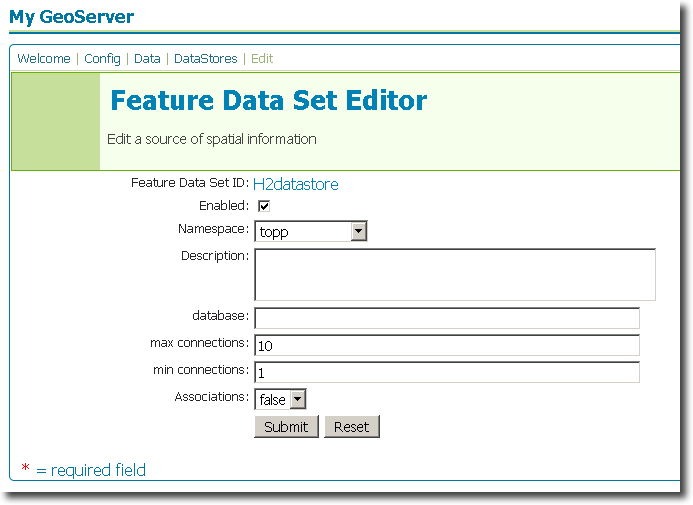 My GeoServer
Welcome | Config | Data | DataStores | Edit
Feature Data Set Editor
Edit a source of spatial information
Feature Data Set ID: H2datastore
Enabled:
Namespace: topp
Description:
database:
max connections: 10
min connections: 1
Associations: false
Submit Reset
* = required field